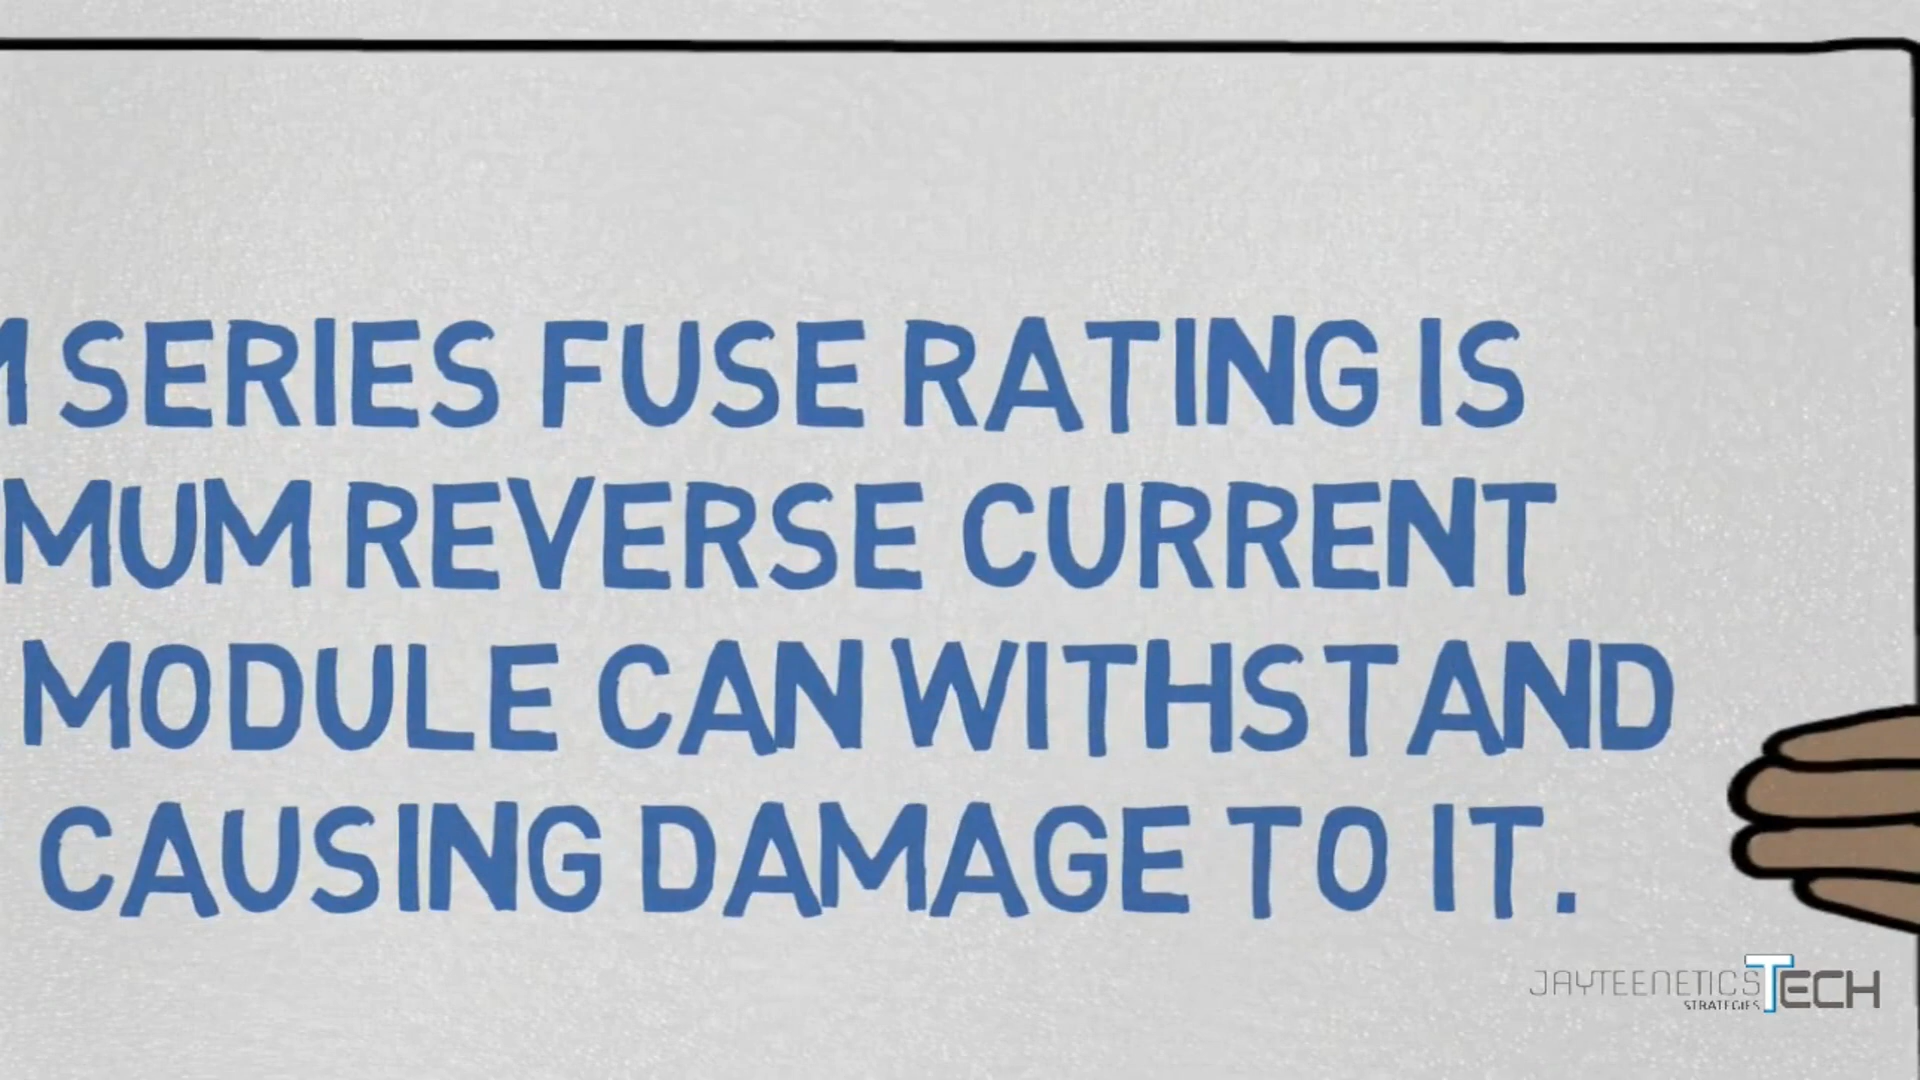 M SERIES FUSE RATING IS
MUM REVERSE CURRENT
MODULE CAN WITHSTAND
CAUSING DAMAGE TO IT.
JAYTEENETICS TECH
STRATEGIES